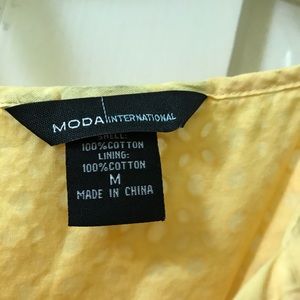 MODA INTERNATIONAL
SHELL:
100%COTTON
LINING:
100%COTTON
M
MADE IN CHINA